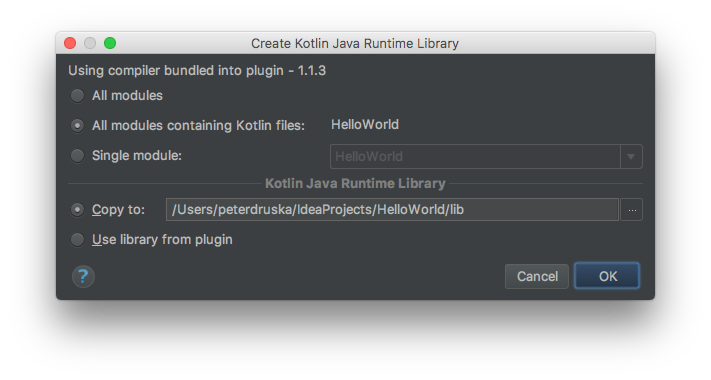 Create Kotlin Java Runtime Library
Using compiler bundled into plugin - 1.1.3
All modules
All modules containing Kotlin files: HelloWorld
Single module: HelloWorld
Kotlin Java Runtime Library
Copy to: /Users/peterdruska/IdeaProjects/HelloWorld/lib ...
Use library from plugin
? Cancel OK